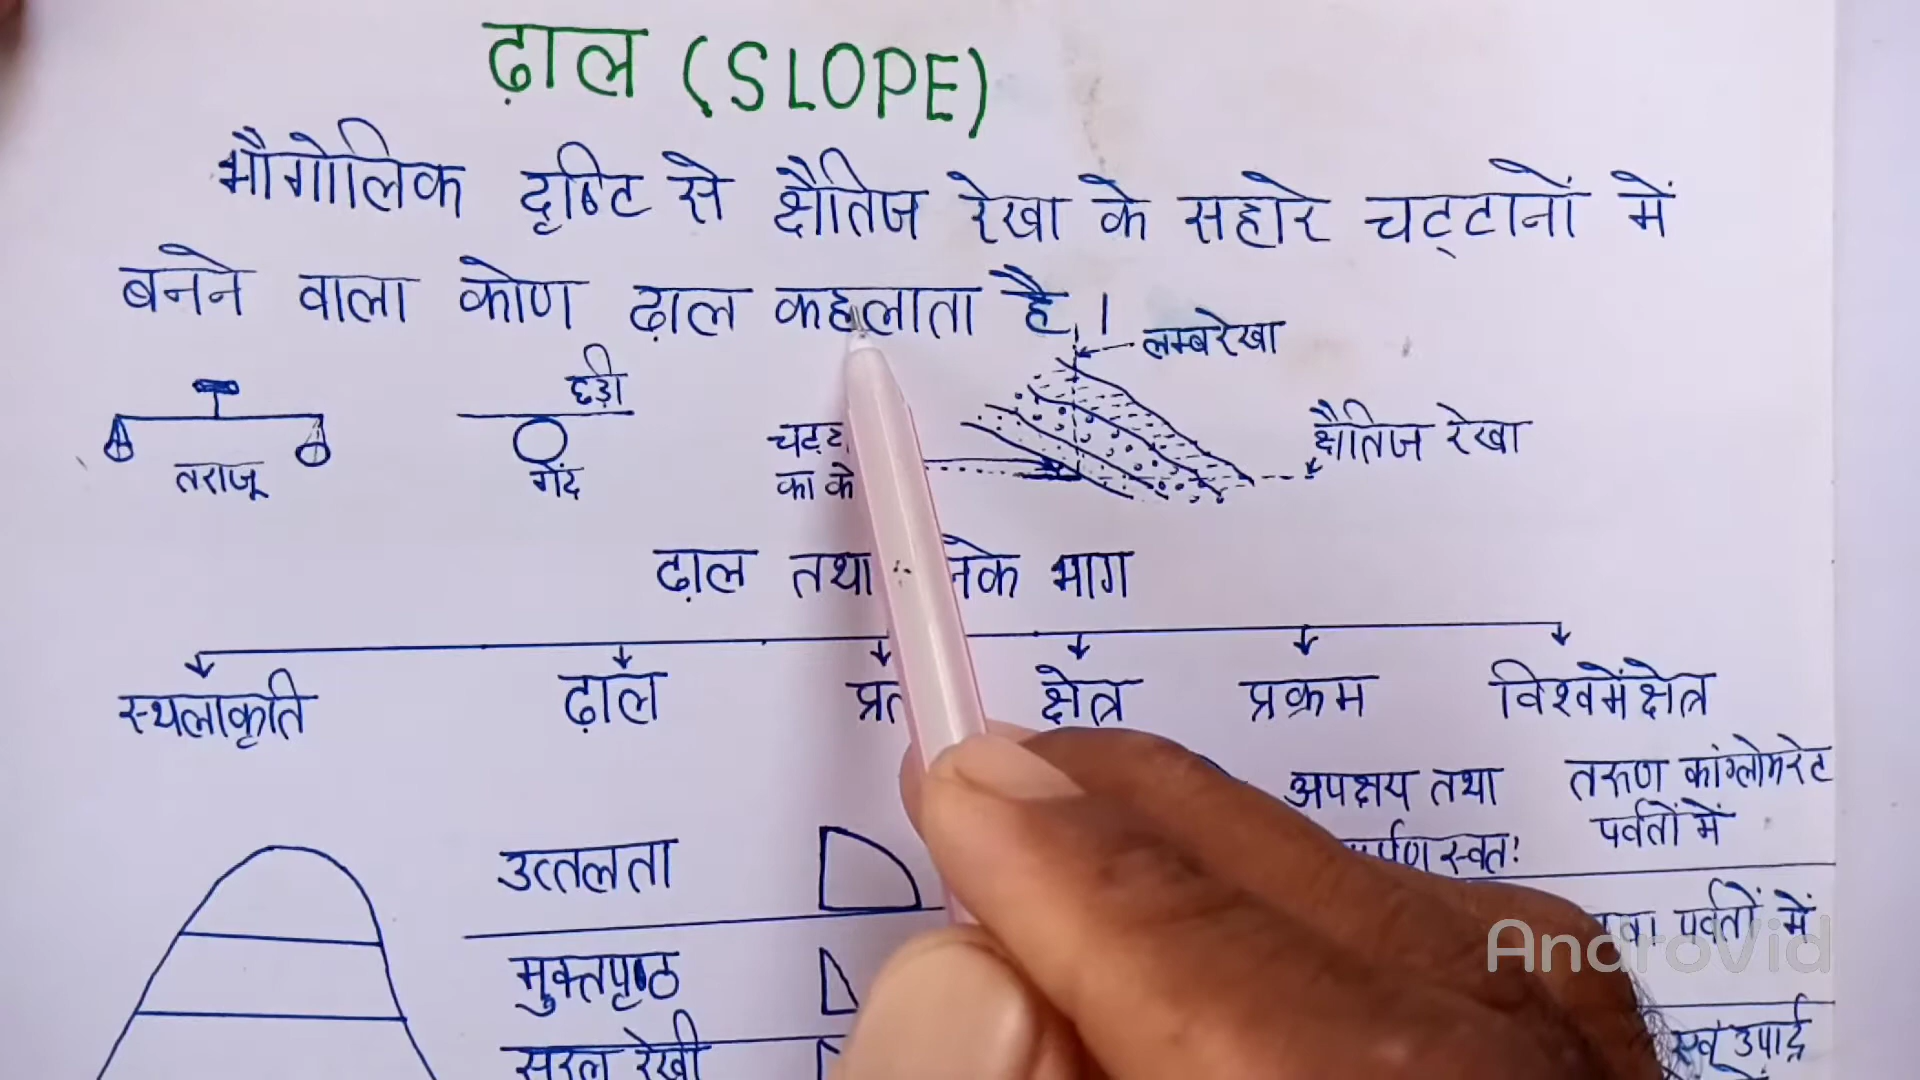 ढ़ाल (SLOPE)
भौगोलिक दृष्टि से क्षैतिज रेखा के सहारे चट्टानों में
बनने वाला कोण ढ़ाल कहलाता है।
लम्बरेखा
छड़ी
क्षैतिज रेखा
तराजू
गेंद
का
ढ़ाल तथा भाग
स्थलाकृति ढ़ाल क्षेत्र प्रक्रम विश्वमेंक्षेत्र
अपक्षय तथा
स्वतः
तरुण कांग्लोमरेट
पर्वतों में
उत्तलता
पर्वतों में
मुक्तपृष्ठ
सरल रेखी
AndroVid